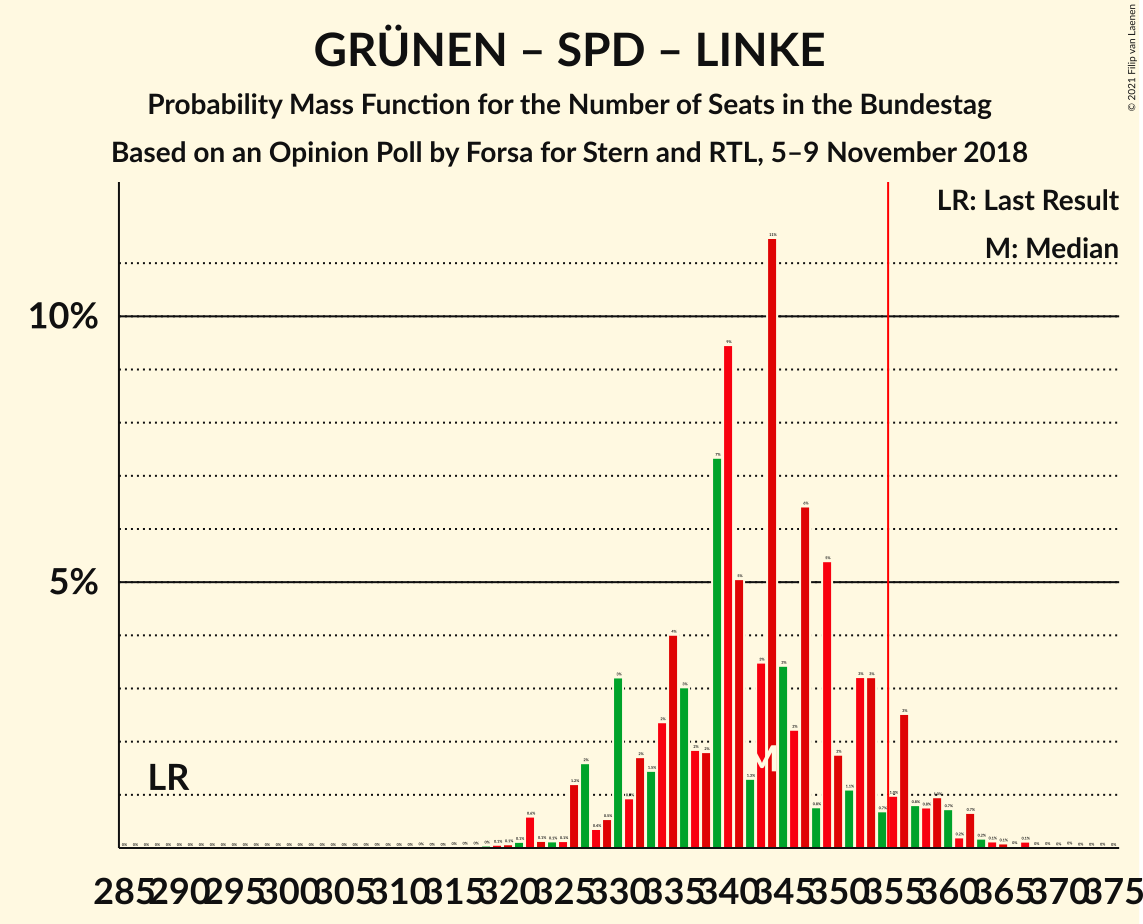 GRÜNEN – SPD – LINKE
Probability Mass Function for the Number of Seats in the Bundestag
Based on an Opinion Poll by Forsa for Stern and RTL, 5–9 November 2018
© 2021 Filip van Laenen
LR: Last Result
M: Median
10%
5%
LR
M
285 290 295 300 305 310 315 320 325 330 335 340 345 350 355 360 365 370 375